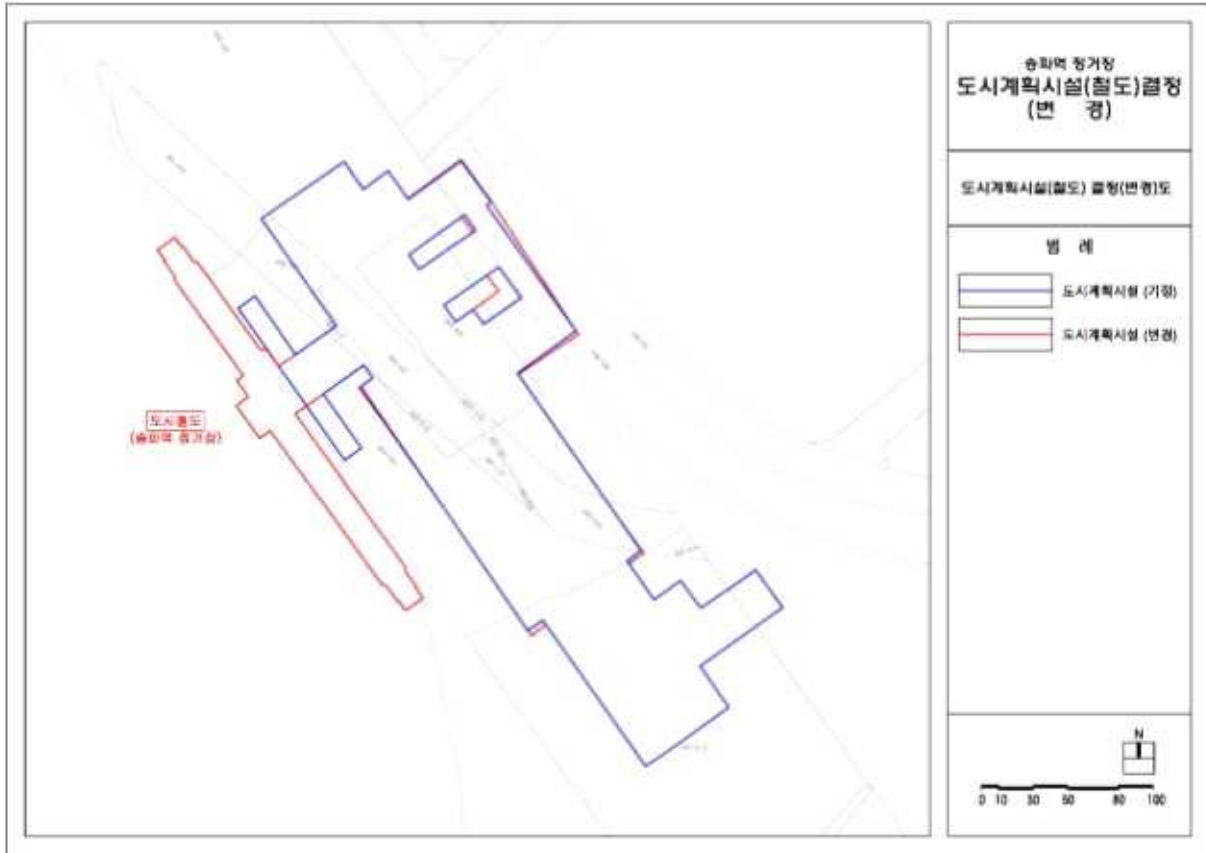 송파역 정거장
도시계획시설(철도)결정
(변 경)
도시계획시설(철도) 결정(변경)도
범 례
도시계획시설 (기정)
도시계획시설 (변경)
도시철도
(송파역 정거장)
N
0 10 30 50 80 100